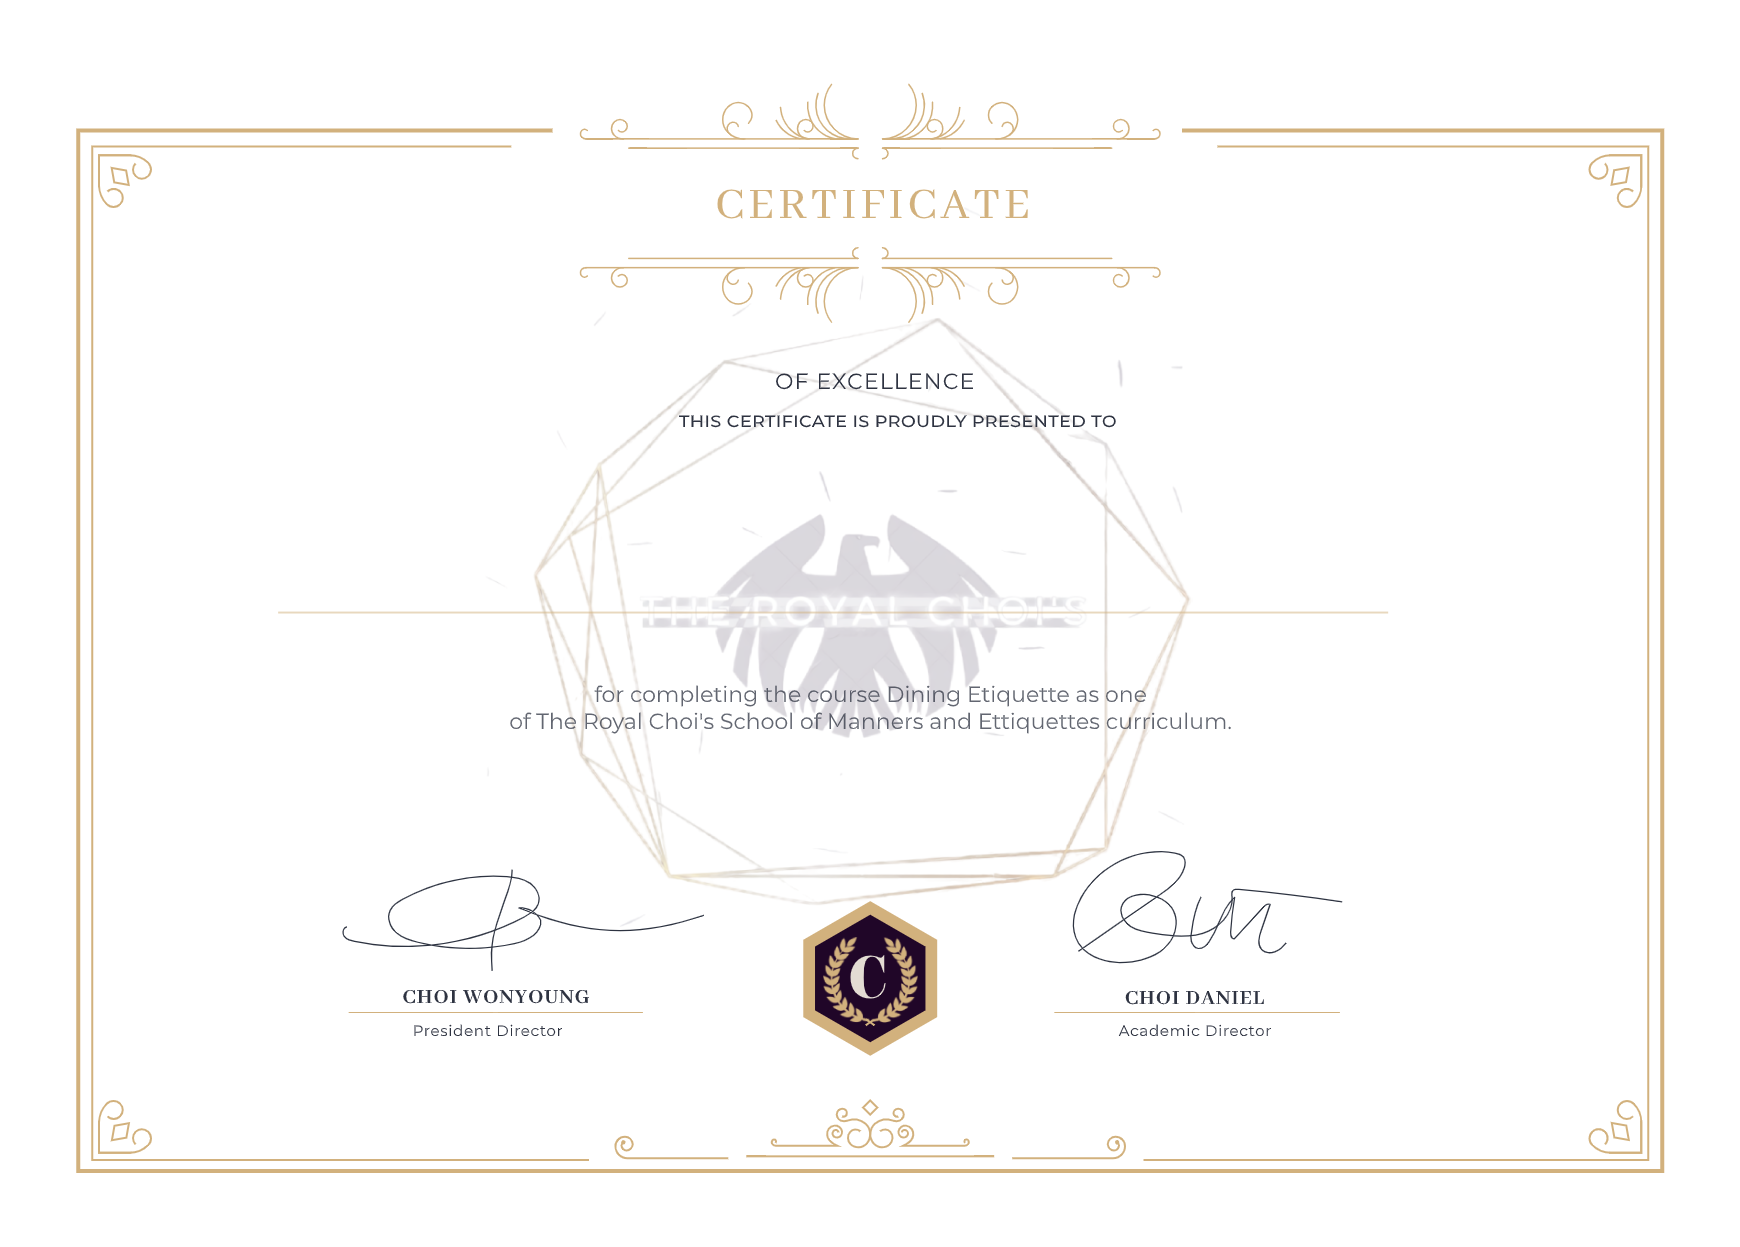 CERTIFICATE
OF EXCELLENCE
THIS CERTIFICATE IS PROUDLY PRESENTED TO
THE ROYAL CHOI'S
for completing the course Dining Etiquette as one
of The Royal Choi's School of Manners and Ettiquettes curriculum.
C
CHOI WONYOUNG
President Director
CHOI DANIEL
Academic Director